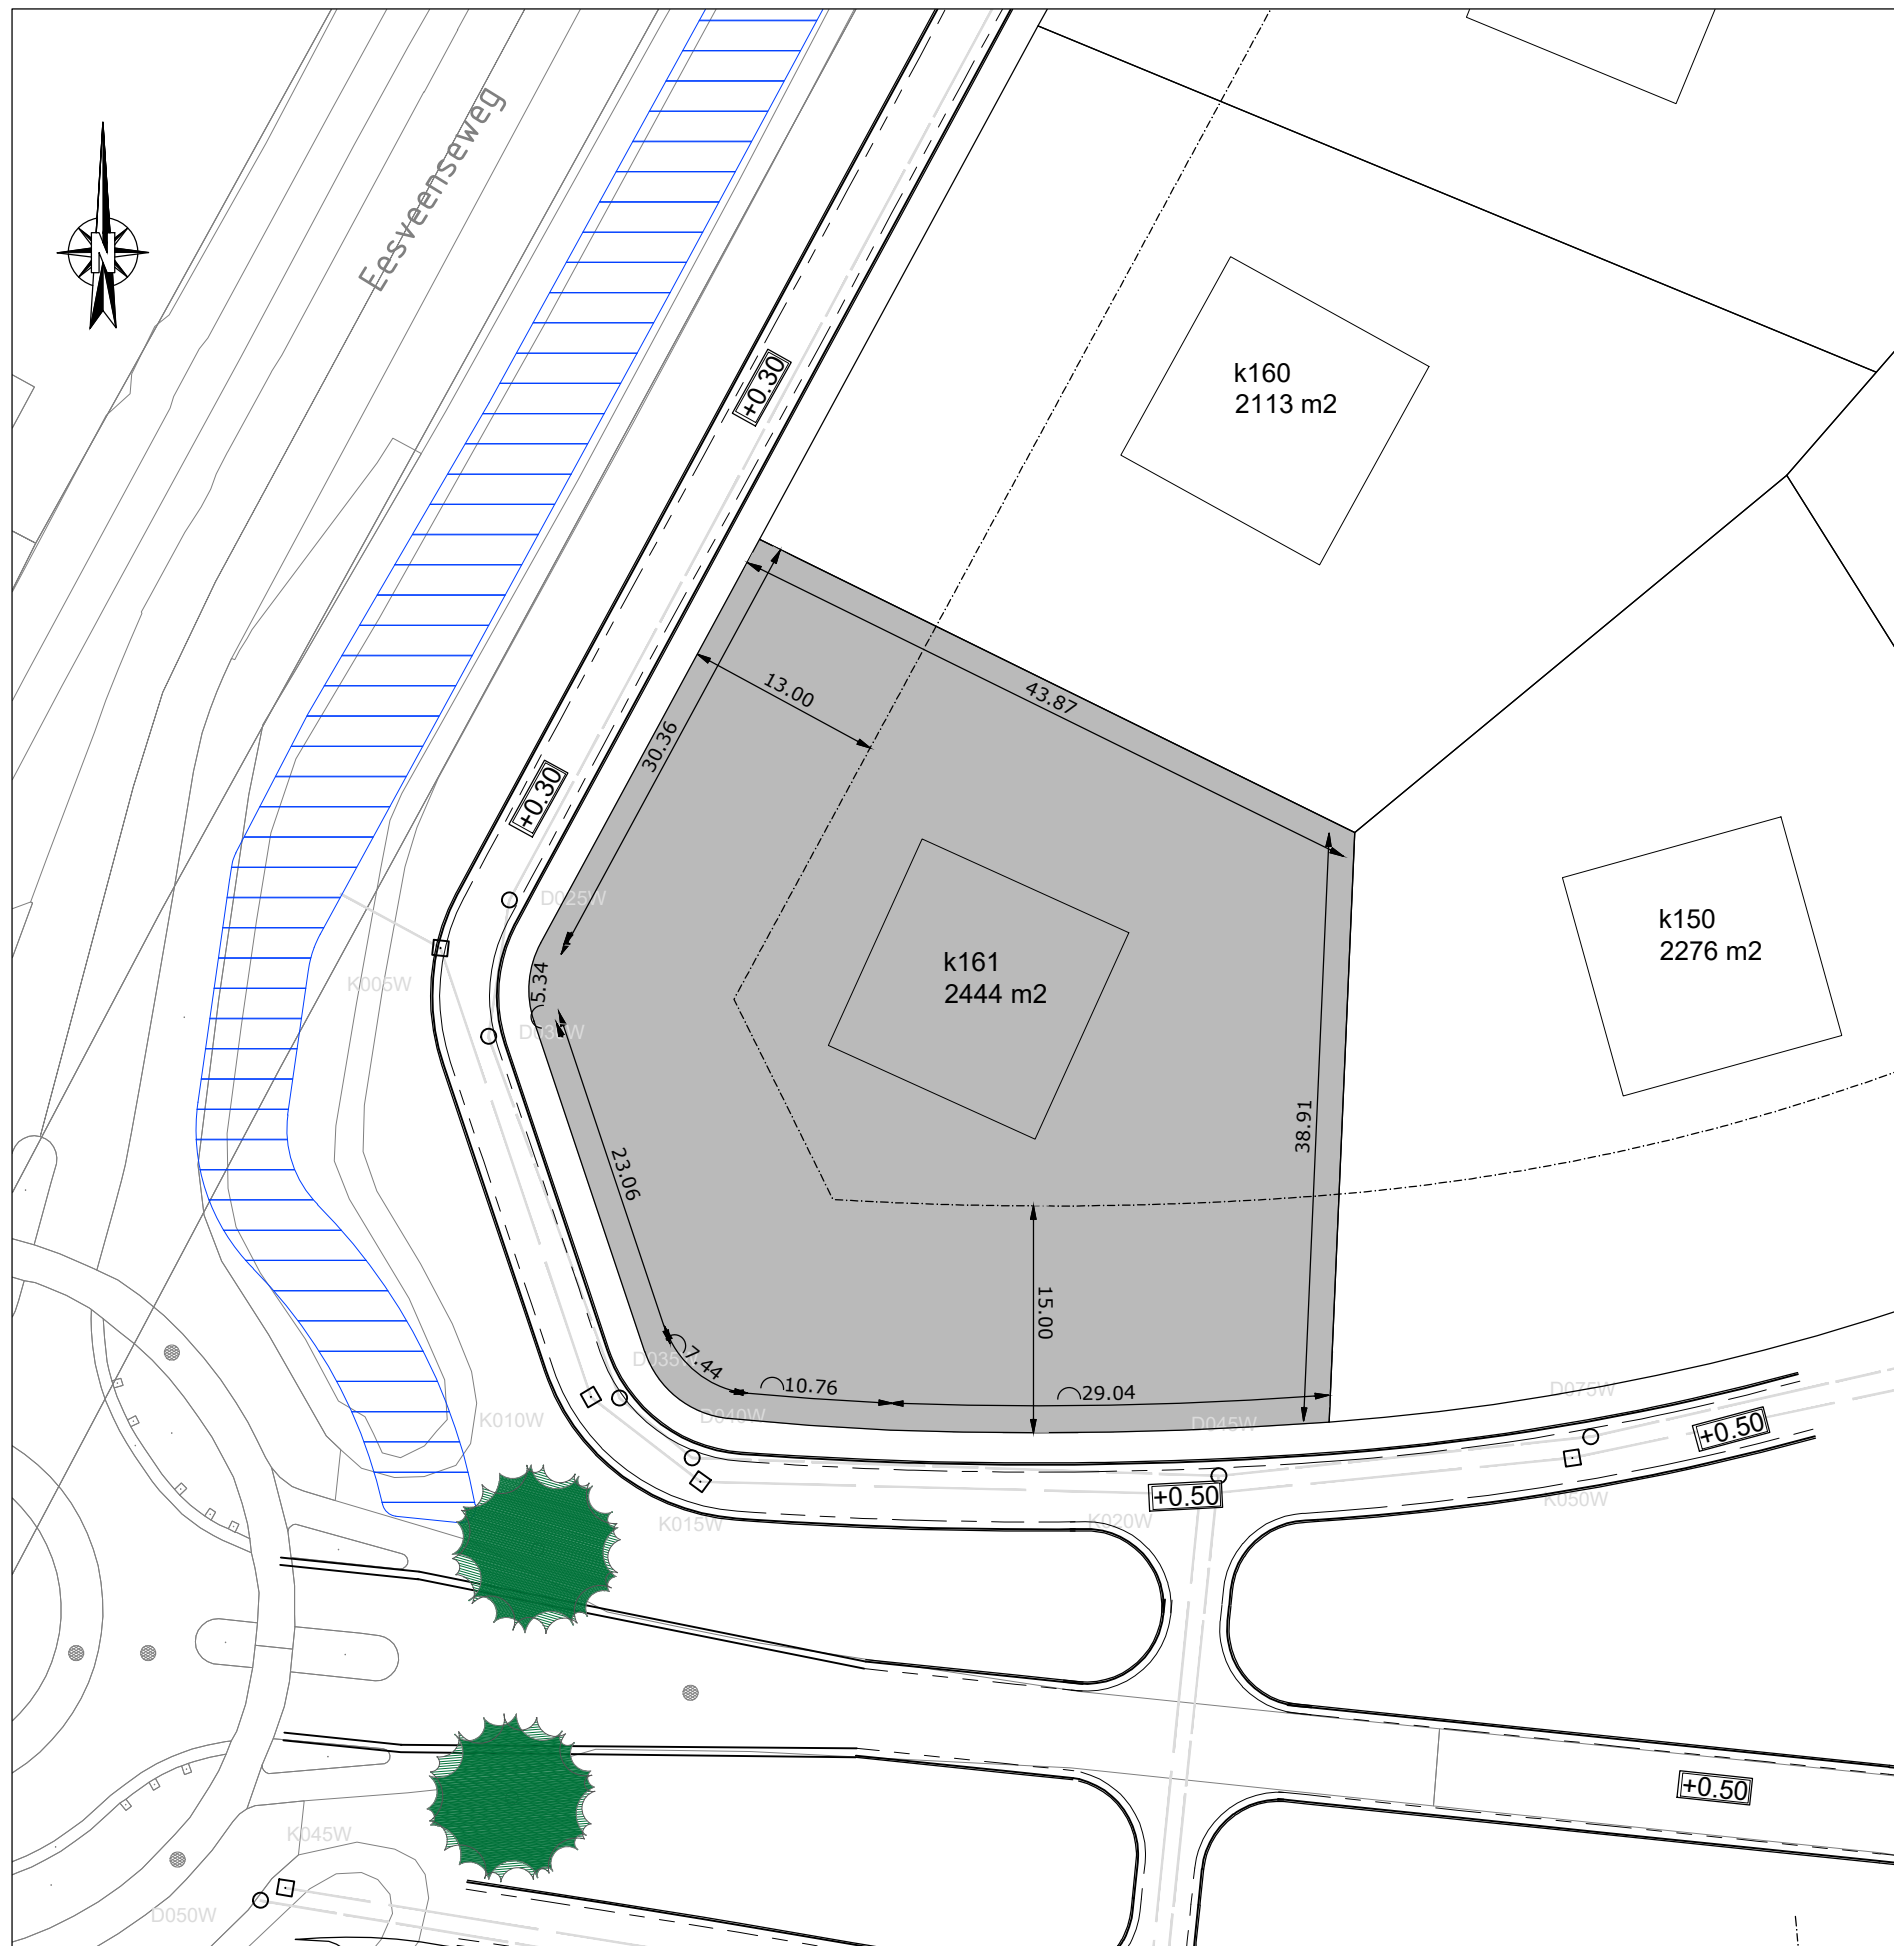 Eesveenseweg
N
+0.30
k160
2113 m2
13.00
43.87
30.36
+0.30
D025W
k150
2276 m2
k161
2444 m2
5.34
K005W
D030W
38.91
23.06
15.00
D035W
7.44
10.76
29.04
D075W
K010W
D040W
D045W
+0.50
+0.50
K050W
K015W
K020W
+0.50
K045W
D050W